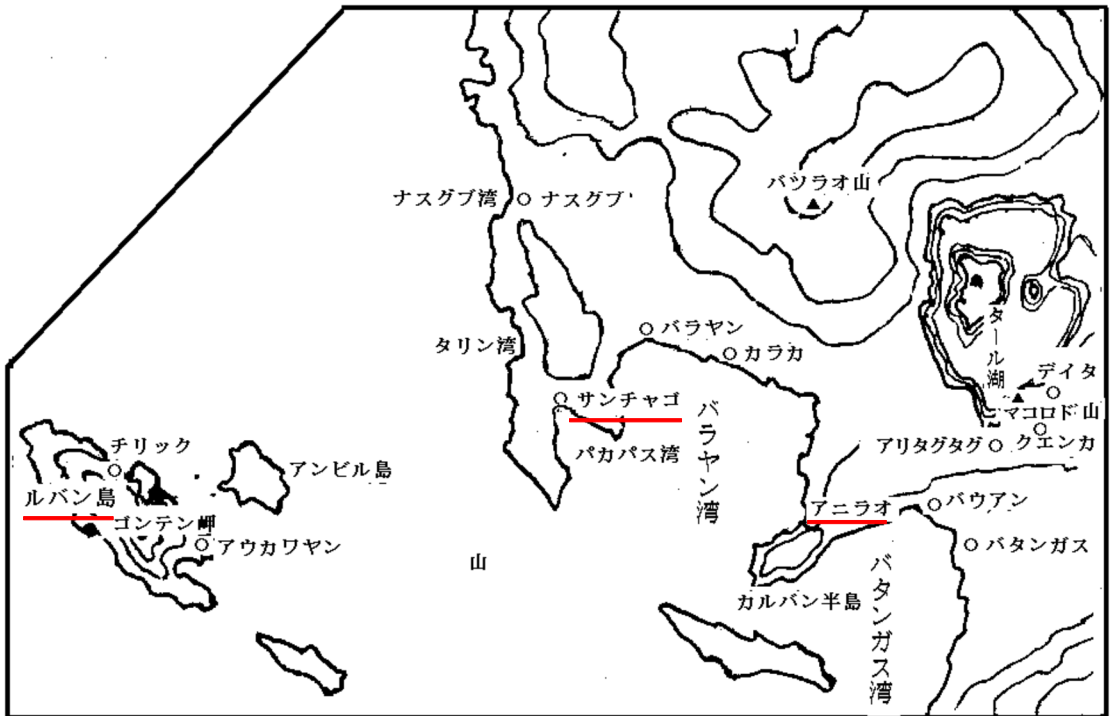 バツラオ山
ナスグブ湾
ナスグブ
タール湖
バラヤン
タリン湾
カラカ
デイタ
サンチャゴ
マコロド山
バラヤン湾
チリック
アリタグタグ
クエンカ
パカパス湾
アンビル島
ルバン島
アニラオ
バウアン
ゴンテン岬
アウカワヤン
バタンガス
山
バタンガス湾
カルバン半島